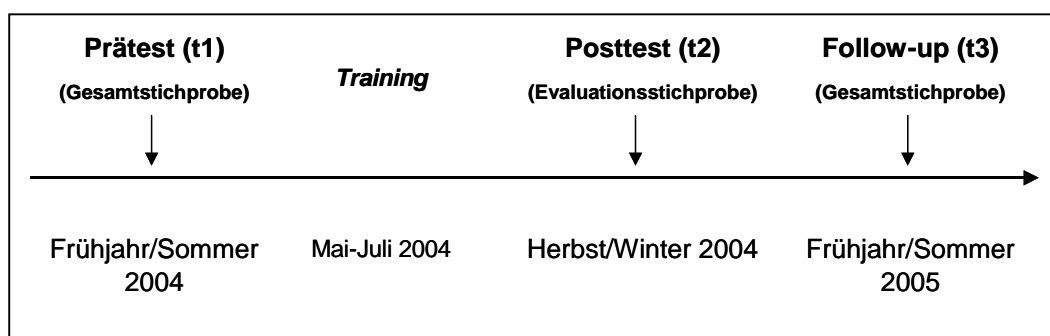 Prätest (t1)
(Gesamtstichprobe)
Training
Posttest (t2)
(Evaluationsstichprobe)
Follow-up (t3)
(Gesamtstichprobe)
Frühjahr/Sommer
2004
Mai-Juli 2004
Herbst/Winter 2004
Frühjahr/Sommer
2005